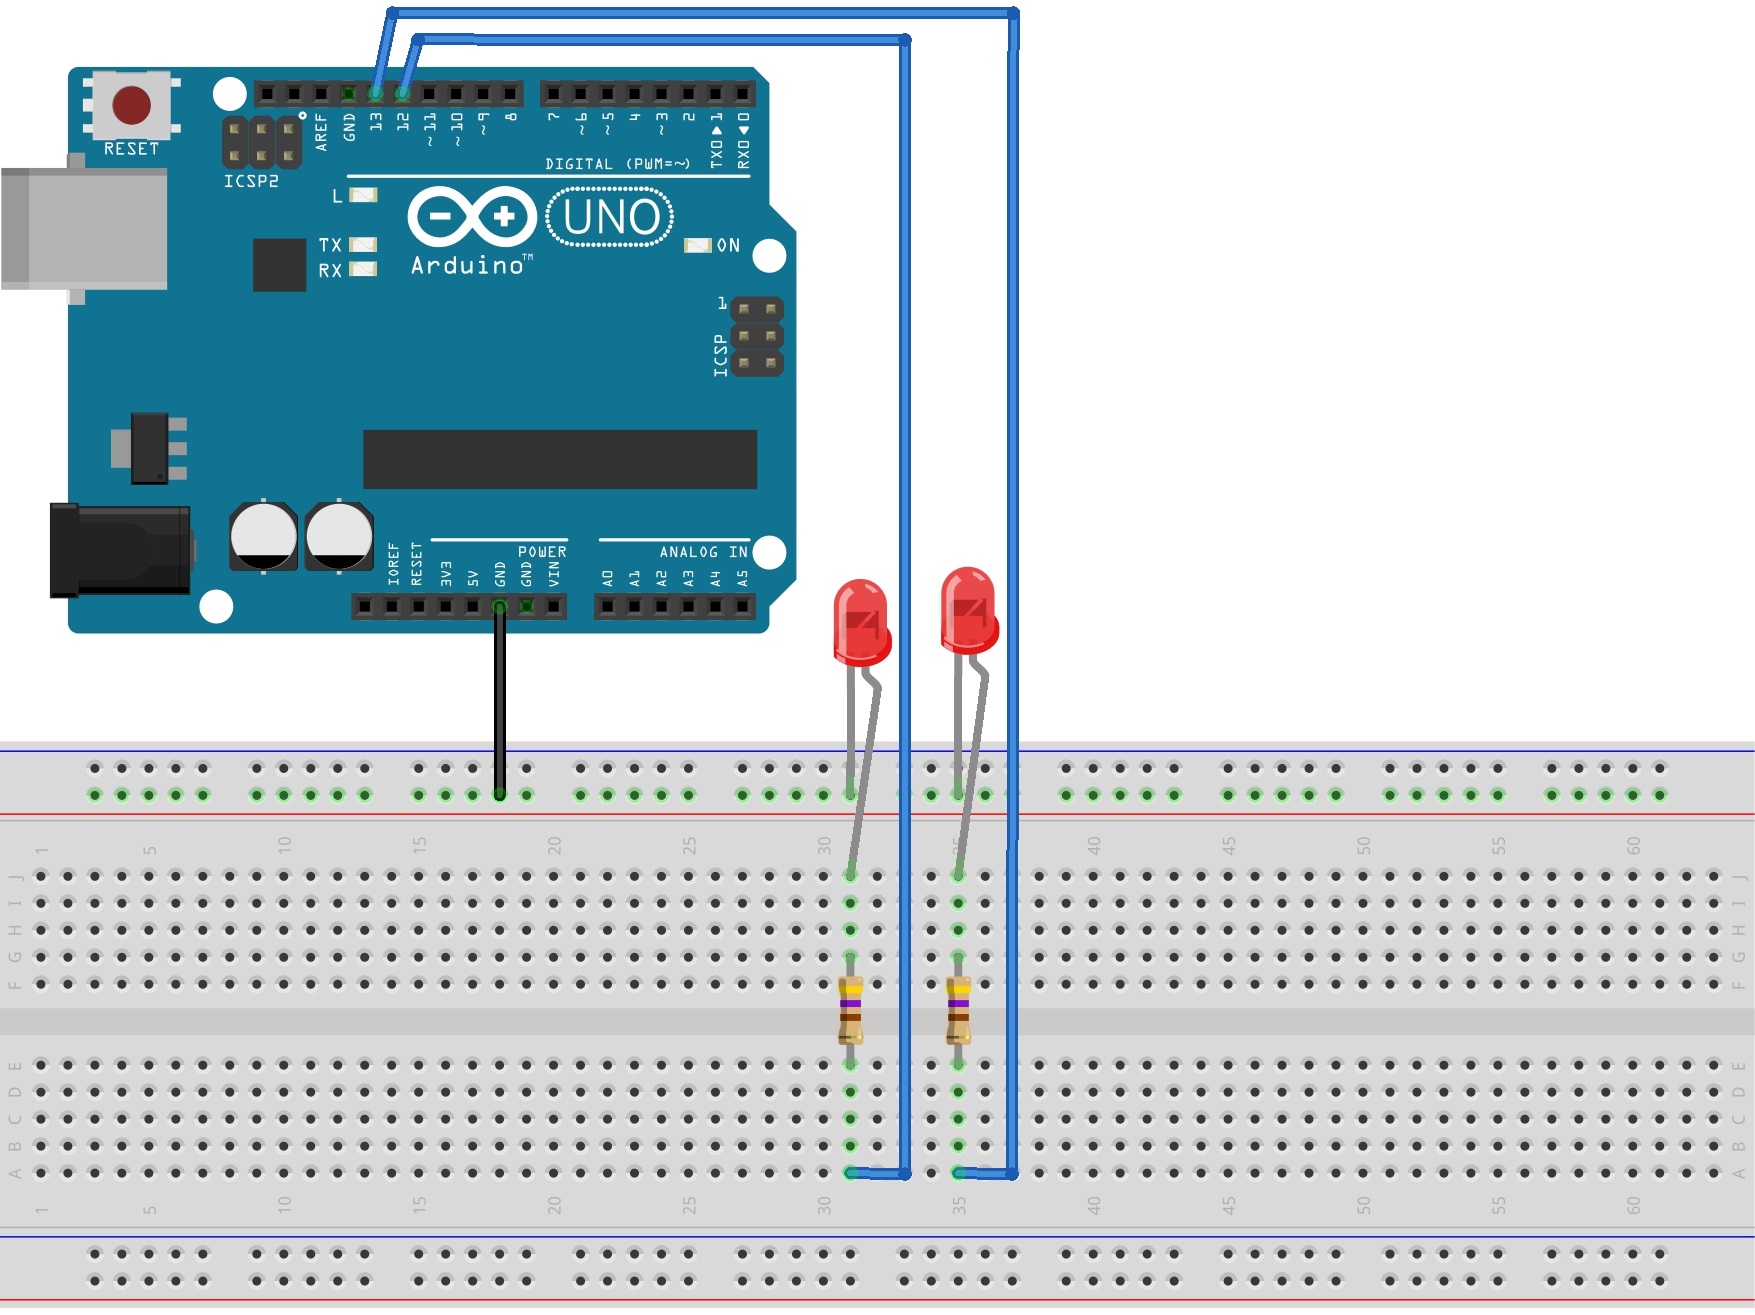 RESET
ICSP2
AREF
GND
13
12
~11
~10
~9
8
7
~6
~5
4
~3
2
TX0▶1
RX0◀0
DIGITAL (PWM=~)
L
TX
RX
Arduino™
UNO
ON
1
ICSP
IOREF
RESET
3V3
5V
GND
GND
VIN
POWER
A0
A1
A2
A3
A4
A5
ANALOG IN
1 5 10 15 20 25 30 35 40 45 50 55 60
J J
I I
H H
G G
F F
E E
D D
C C
B B
A A
1 5 10 15 20 25 30 35 40 45 50 55 60